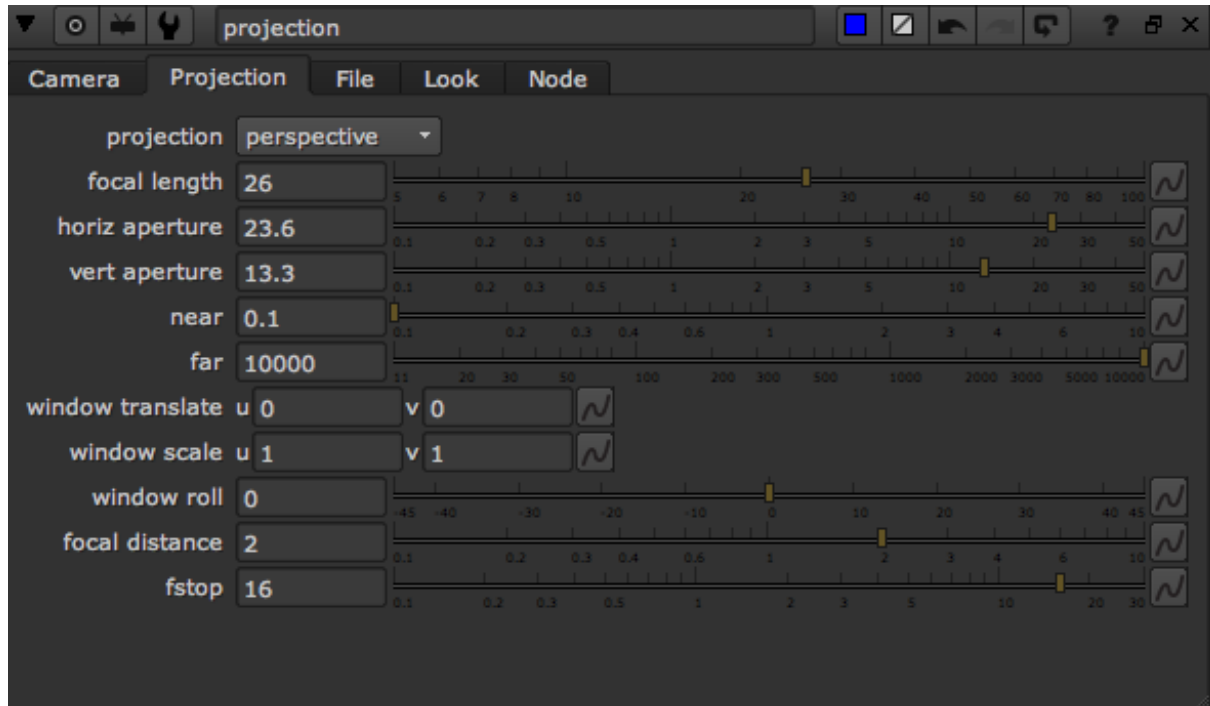 projection ?
Camera Projection File Look Node
projection perspective
focal length 26
5 6 7 8 10 20 30 40 50 60 70 80 100
horiz aperture 23.6
0.1 0.2 0.3 0.5 1 2 3 5 10 20 30 50
vert aperture 13.3
0.1 0.2 0.3 0.5 1 2 3 5 10 20 30 50
near 0.1
0.1 0.2 0.3 0.4 0.6 1 2 3 4 6 10
far 10000
11 20 30 50 100 200 300 500 1000 2000 3000 5000 10000
window translate u 0 v 0
window scale u 1 v 1
window roll 0
-45 -40 -30 -20 -10 0 10 20 30 40 45
focal distance 2
0.1 0.2 0.3 0.4 0.6 1 2 3 4 6 10
fstop 16
0.1 0.2 0.3 0.5 1 2 3 5 10 20 30